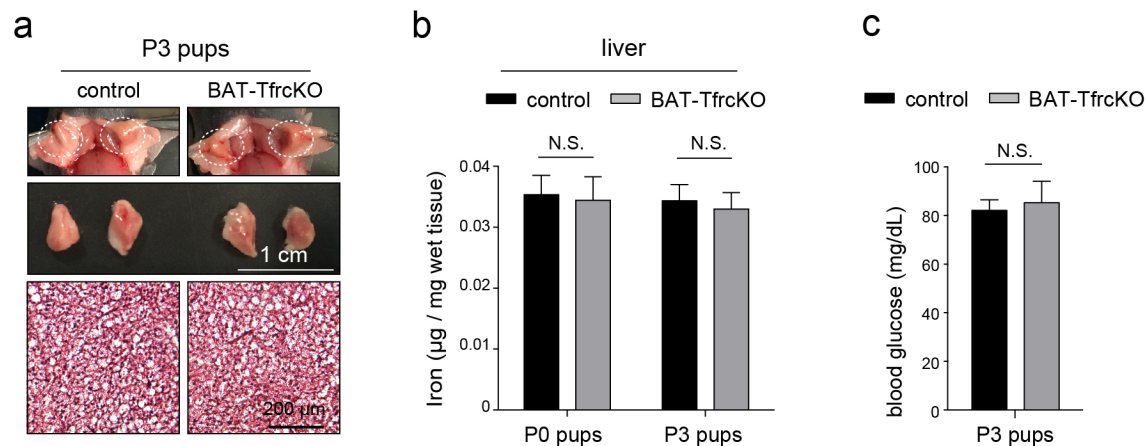 a
P3 pups
control
BAT-TfrcKO
1 cm
200 µm
b
liver
control
BAT-TfrcKO
N.S.
N.S.
Iron (µg / mg wet tissue)
0.04
0.03
0.02
0.01
0
P0 pups
P3 pups
c
control
BAT-TfrcKO
N.S.
blood glucose (mg/dL)
100
80
60
40
20
0
P3 pups